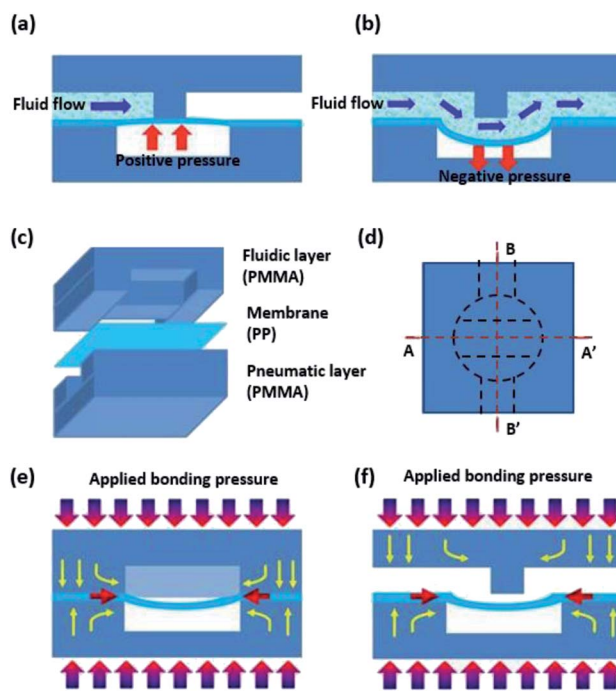 (a)
(b)
Fluid flow
Positive pressure
Fluid flow
Negative pressure
(c)
Fluidic layer
(PMMA)
Membrane
(PP)
Pneumatic layer
(PMMA)
(d)
B
A
A’
B’
(e)
Applied bonding pressure
(f)
Applied bonding pressure